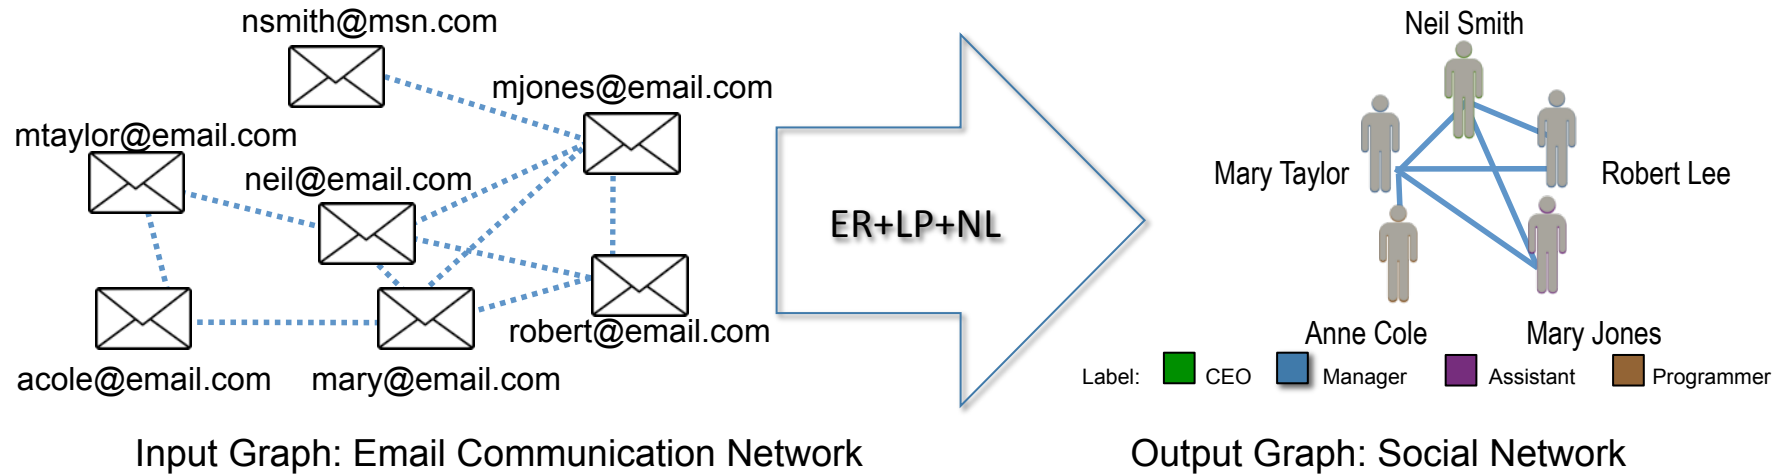 nsmith@msn.com
mjones@email.com
mtaylor@email.com
neil@email.com
robert@email.com
acole@email.com
mary@email.com
Input Graph: Email Communication Network
ER+LP+NL
Neil Smith
Mary Taylor
Robert Lee
Anne Cole
Mary Jones
Label: CEO Manager Assistant Programmer
Output Graph: Social Network